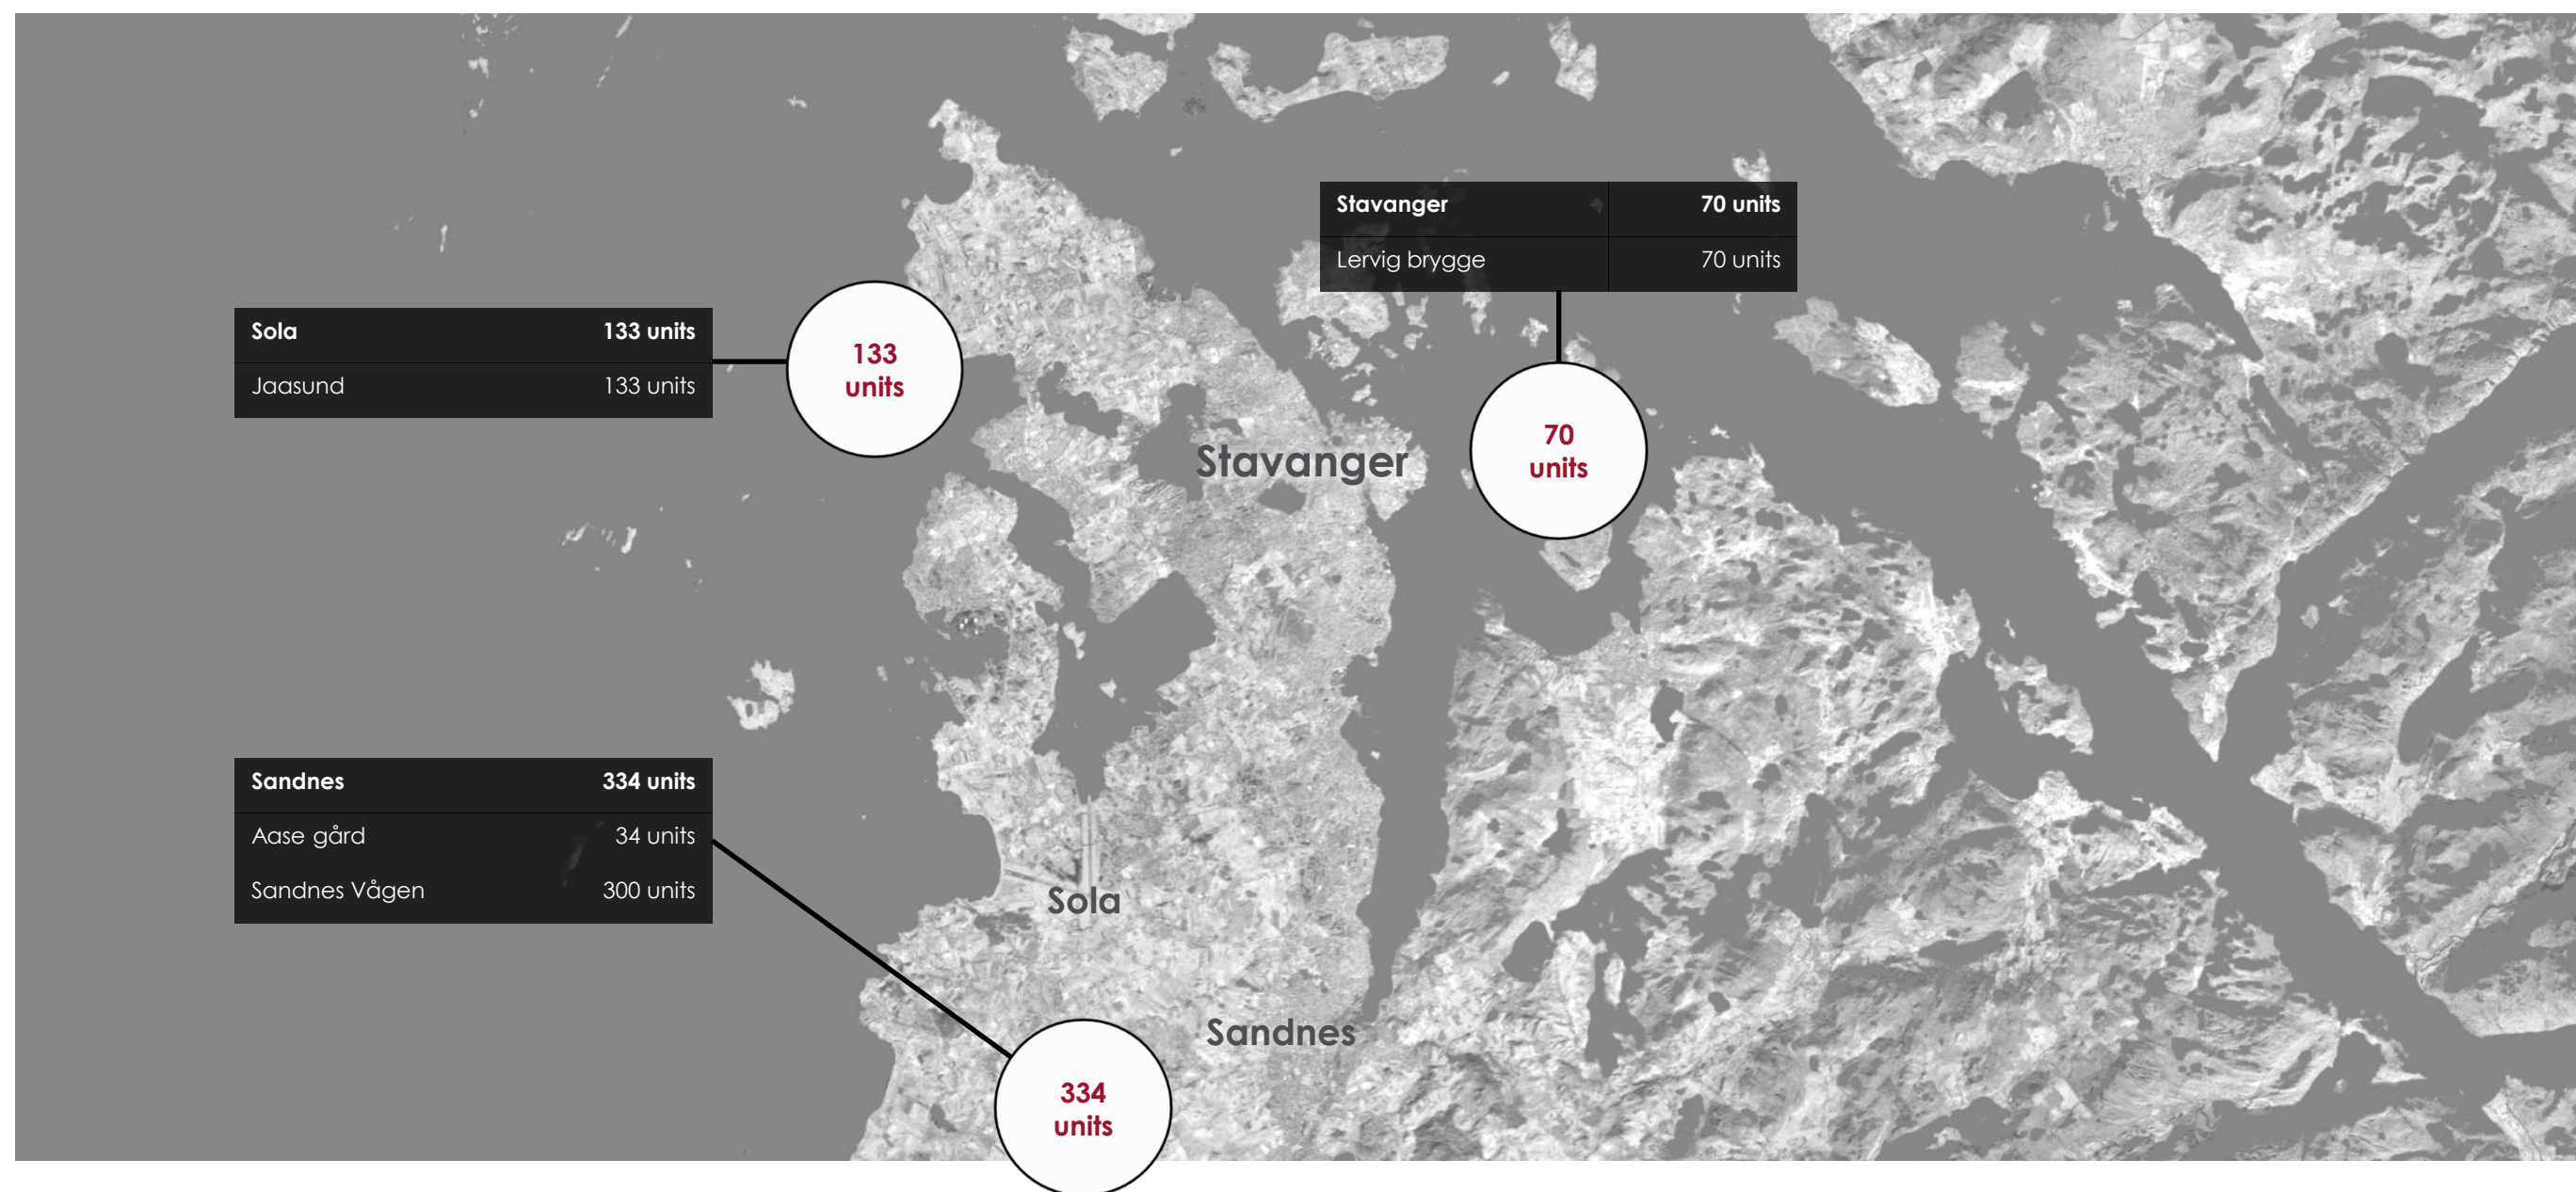 Stavanger 70 units
Lervig brygge 70 units
Sola 133 units
Jaasund 133 units
133
units
70
units
Stavanger
Sandnes 334 units
Aase gård 34 units
Sandnes Vågen 300 units
Sola
Sandnes
334
units